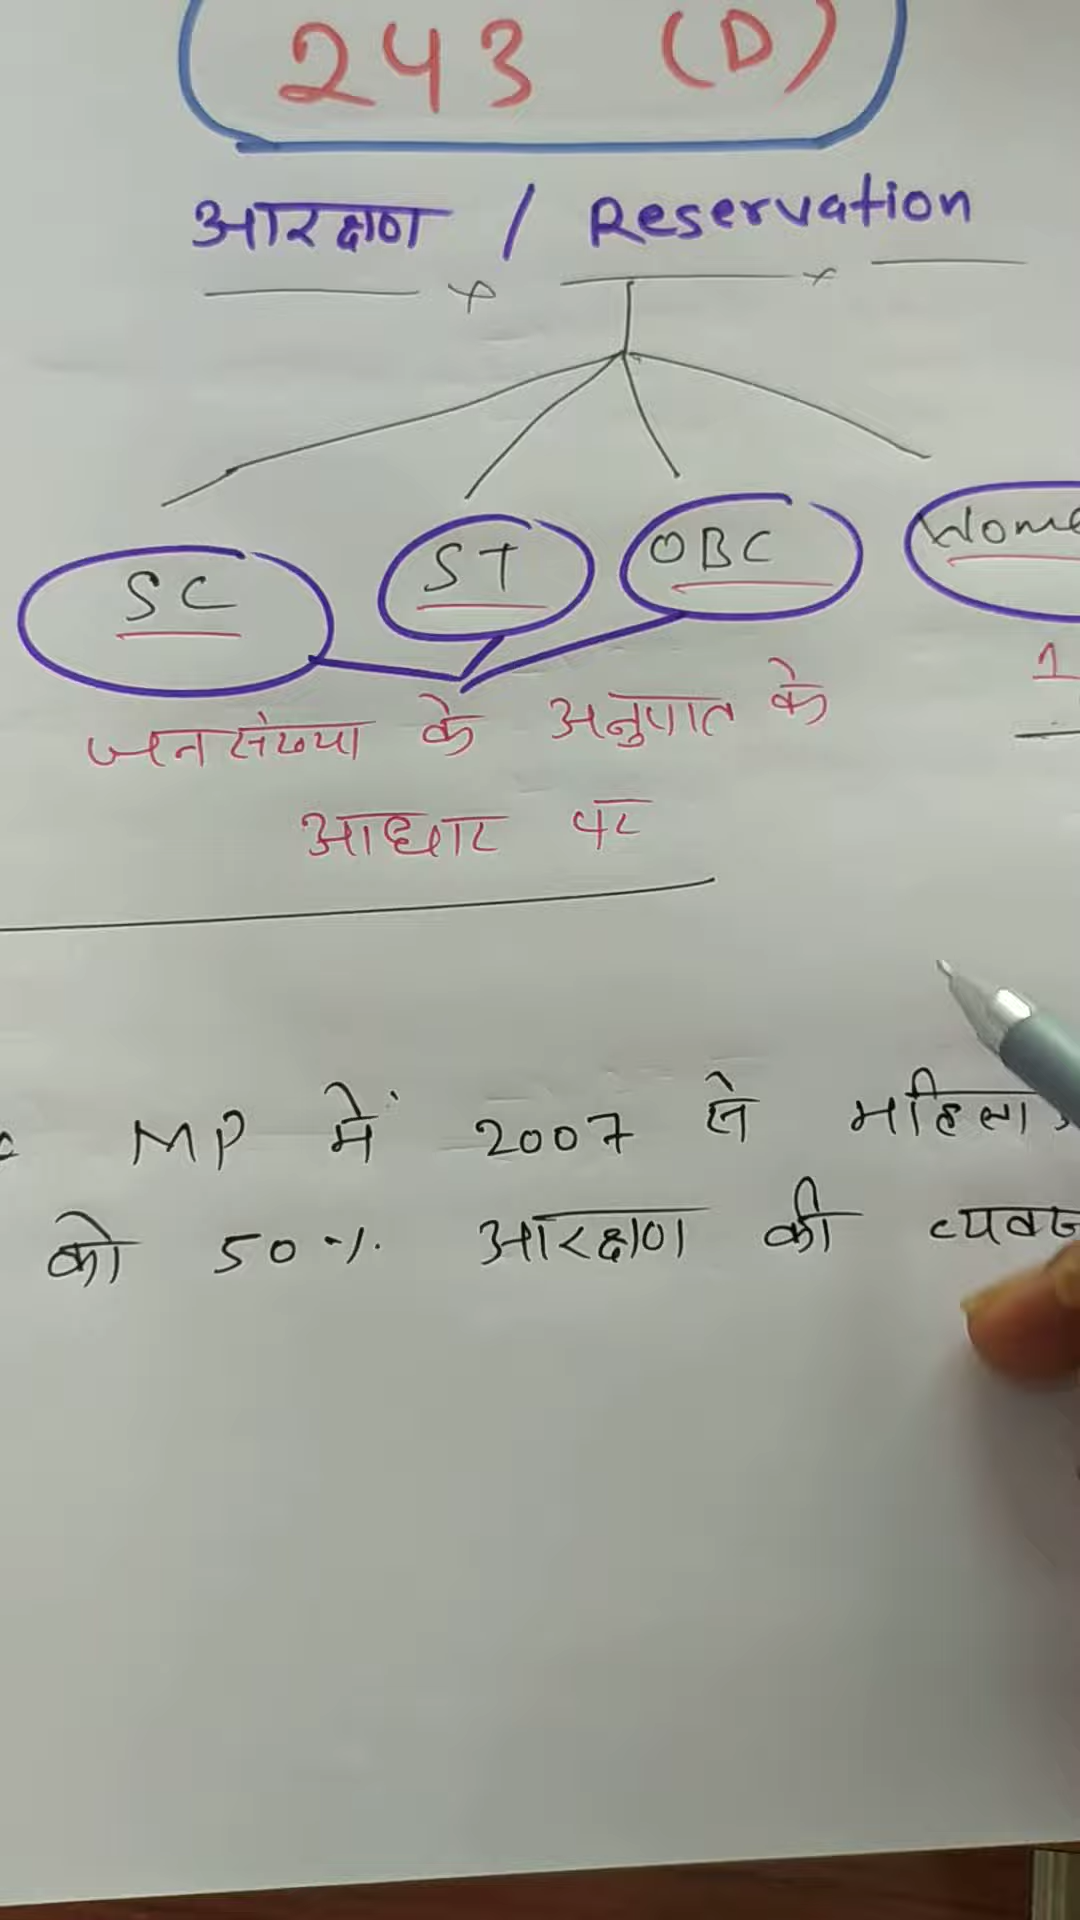 243 (D)
आरक्षण / Reservation
SC ST OBC
जनसंख्या के अनुपात के
आधार पर
MP में 2007 से
को 50% आरक्षण की